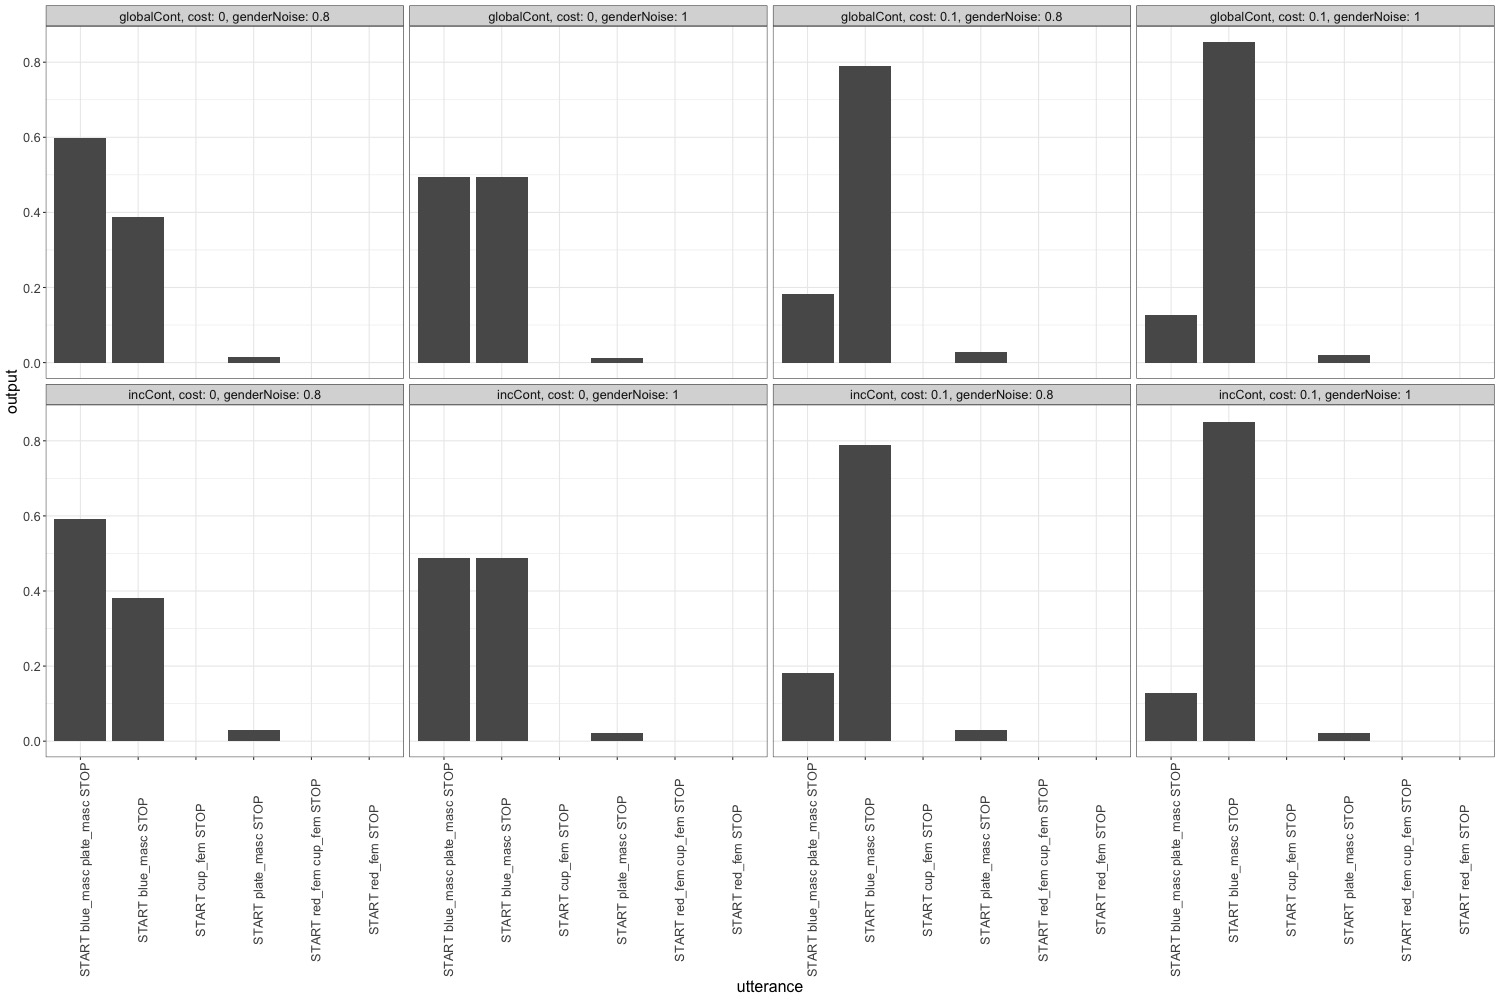 globalCont, cost: 0, genderNoise: 0.8
globalCont, cost: 0, genderNoise: 1
globalCont, cost: 0.1, genderNoise: 0.8
globalCont, cost: 0.1, genderNoise: 1
0.8
0.6
0.4
0.2
0.0
output
incCont, cost: 0, genderNoise: 0.8
incCont, cost: 0, genderNoise: 1
incCont, cost: 0.1, genderNoise: 0.8
incCont, cost: 0.1, genderNoise: 1
0.8
0.6
0.4
0.2
0.0
START blue_masc plate_masc STOP
START blue_masc STOP
START cup_fem STOP
START plate_masc STOP
START red_fem cup_fem STOP
START red_fem STOP
START blue_masc plate_masc STOP
START blue_masc STOP
START cup_fem STOP
START plate_masc STOP
START red_fem cup_fem STOP
START red_fem STOP
START blue_masc plate_masc STOP
START blue_masc STOP
START cup_fem STOP
START plate_masc STOP
START red_fem cup_fem STOP
START red_fem STOP
START blue_masc plate_masc STOP
START blue_masc STOP
START cup_fem STOP
START plate_masc STOP
START red_fem cup_fem STOP
START red_fem STOP
utterance